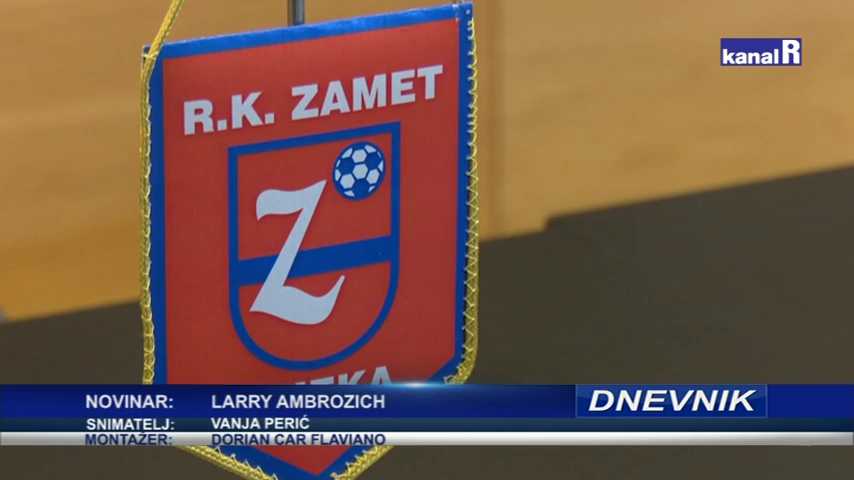 kanal R
R.K. ZAMET
Z
NOVINAR: LARRY AMBROZICH
DNEVNIK
SNIMATELJ: VANJA PERIĆ
MONTAŽER: DORIAN CAR FLAVIANO